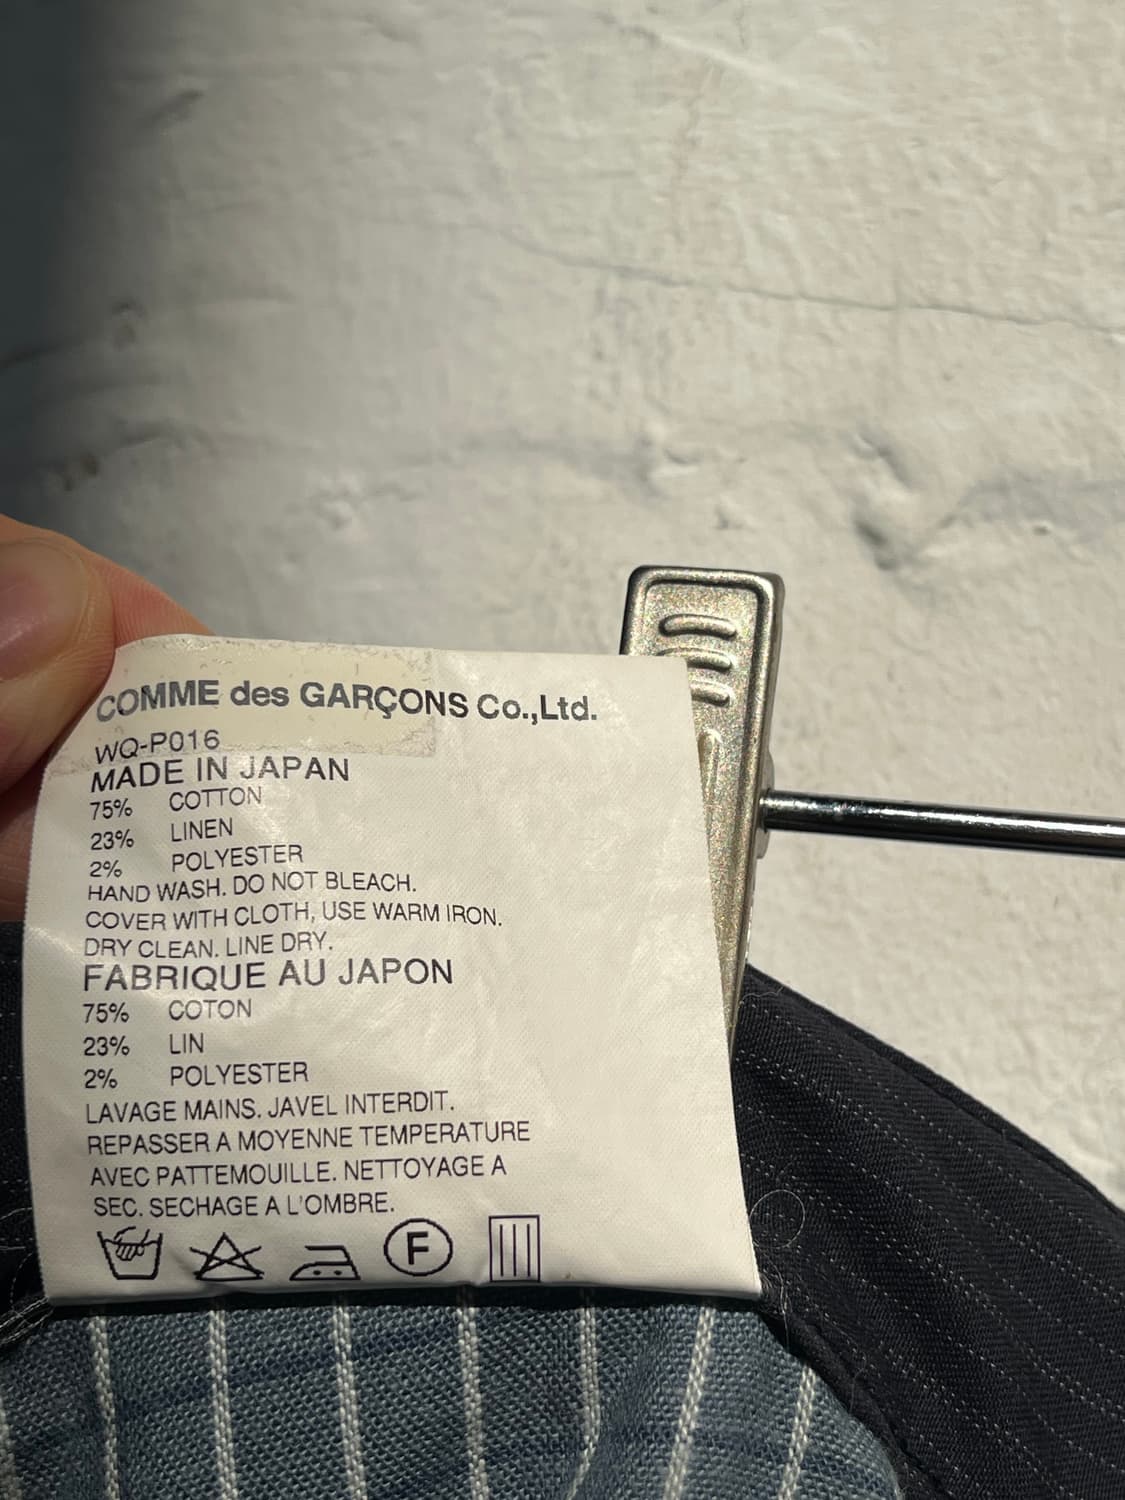 COMME des GARÇONS Co.,Ltd.
WQ-P016
MADE IN JAPAN
75% COTTON
23% LINEN
2% POLYESTER
HAND WASH. DO NOT BLEACH.
COVER WITH CLOTH, USE WARM IRON.
DRY CLEAN. LINE DRY.
FABRIQUE AU JAPON
75% COTON
23% LIN
2% POLYESTER
LAVAGE MAINS. JAVEL INTERDIT.
REPASSER A MOYENNE TEMPERATURE
AVEC PATTEMOUILLE. NETTOYAGE A
SEC. SECHAGE A L'OMBRE.
F